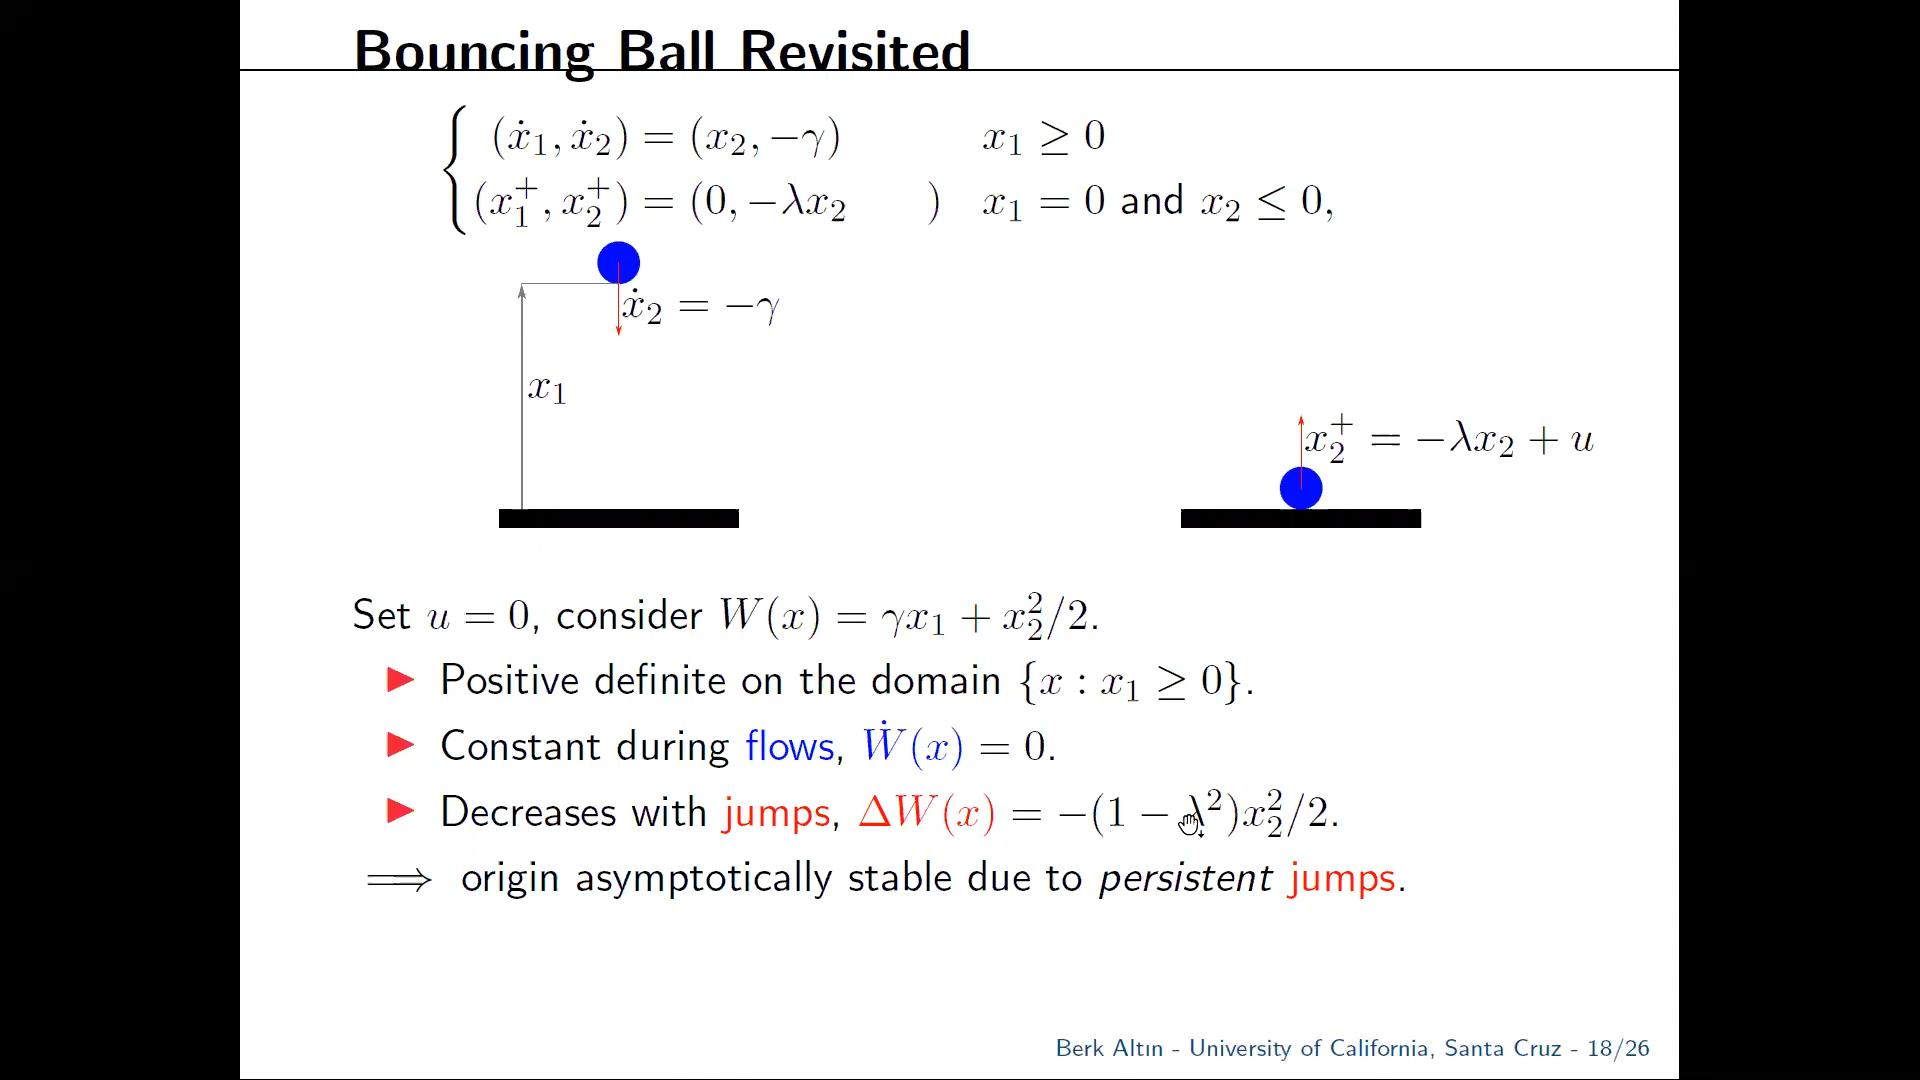 Bouncing Ball Revisited
(ẋ₁, ẋ₂) = (x₂, −γ) x₁ ≥ 0
(x₁⁺, x₂⁺) = (0, −λx₂ ) x₁ = 0 and x₂ ≤ 0,
ẋ₂ = −γ
x₁
x₂⁺ = −λx₂ + u
Set u = 0, consider W(x) = γx₁ + x₂²/2.
▶ Positive definite on the domain {x : x₁ ≥ 0}.
▶ Constant during flows, Ẇ(x) = 0.
▶ Decreases with jumps, ΔW(x) = −(1 − λ²)x₂²/2.
⟹ origin asymptotically stable due to persistent jumps.
Berk Altın - University of California, Santa Cruz - 18/26